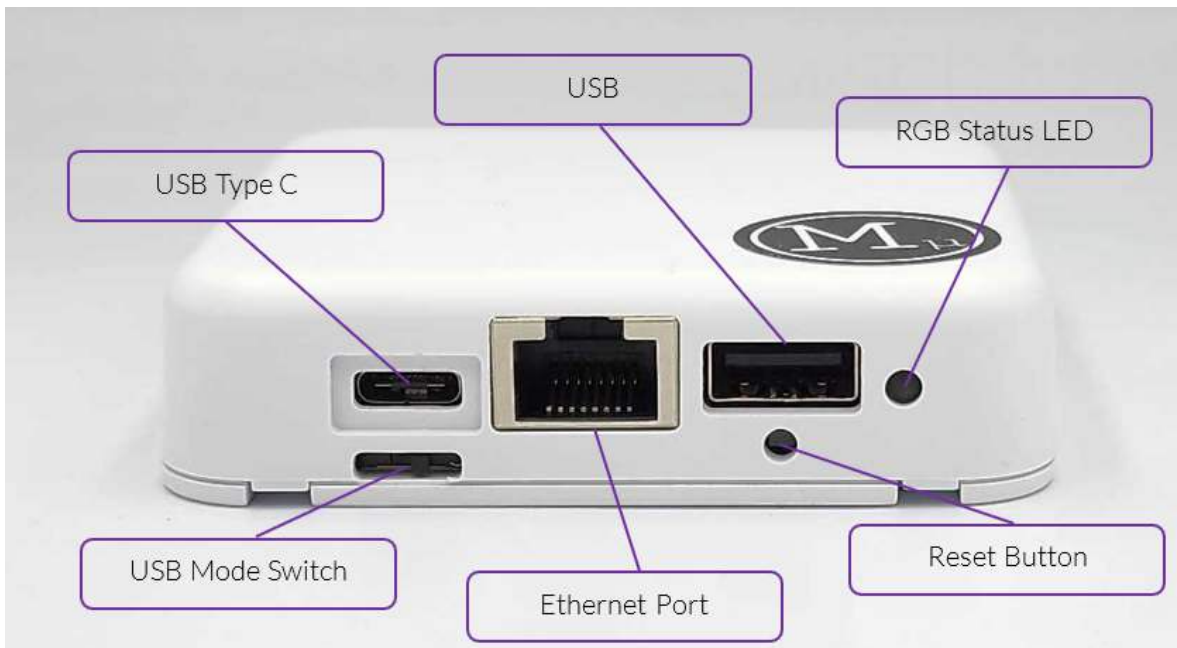 USB
RGB Status LED
USB Type C
M
USB Mode Switch
Ethernet Port
Reset Button